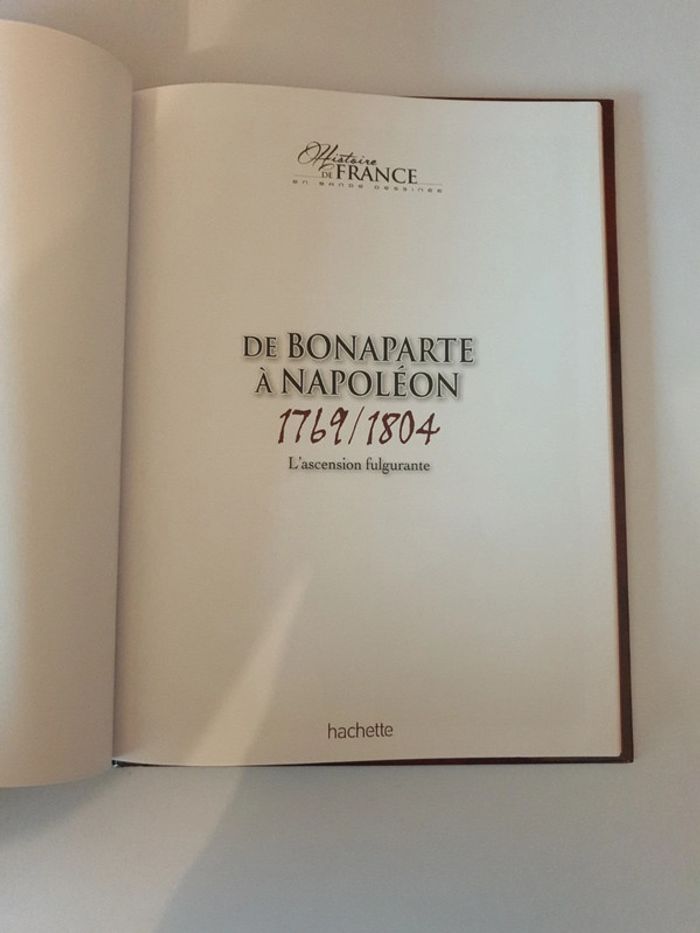 Histoire
DE FRANCE
EN BANDE DESSINÉE
DE BONAPARTE
À NAPOLÉON
1769/1804
L'ascension fulgurante
hachette